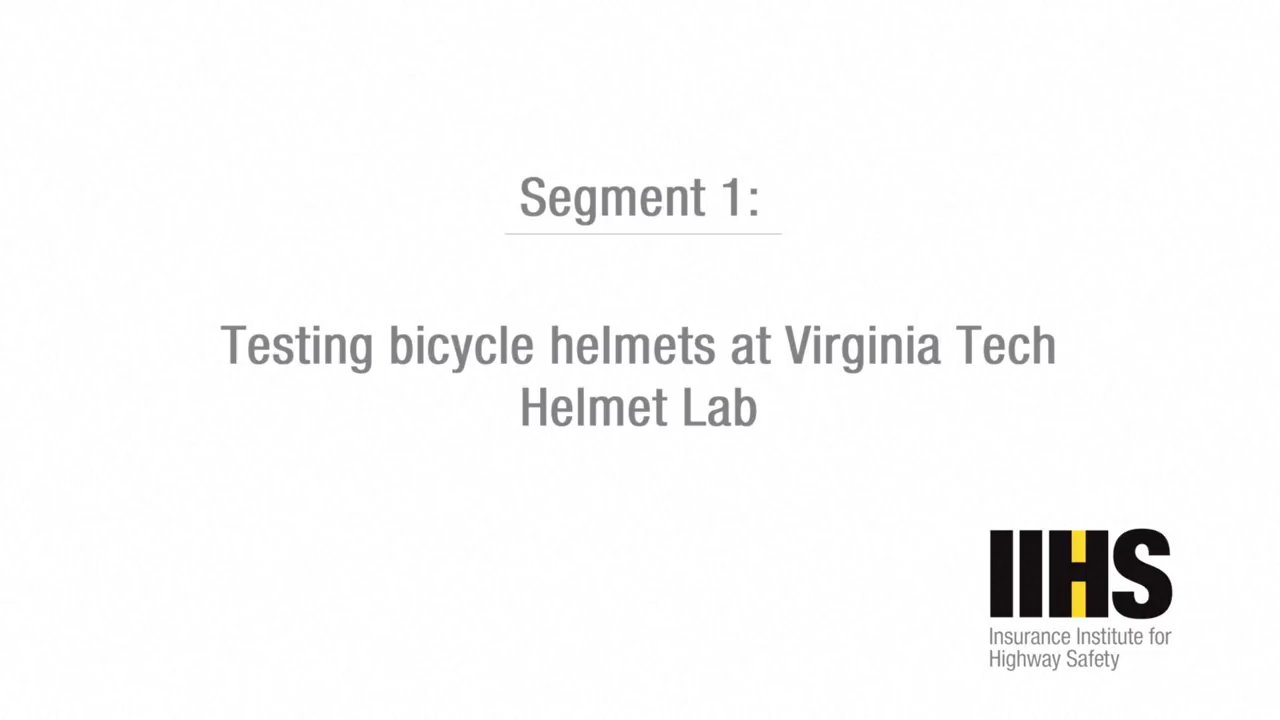 Segment 1:
Testing bicycle helmets at Virginia Tech
Helmet Lab
IIHS
Insurance Institute for
Highway Safety